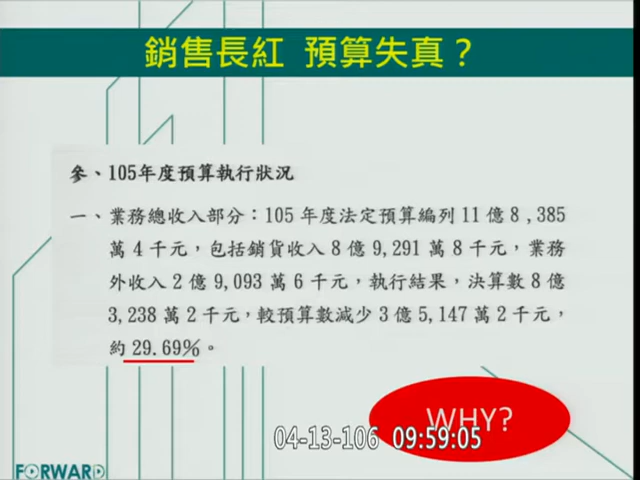 銷售長紅 預算失真？
參、105年度預算執行狀況
一、業務總收入部分：105 年度法定預算編列 11 億 8,385
萬 4 千元，包括銷貨收入 8 億 9,291 萬 8 千元，業務
外收入 2 億 9,093 萬 6 千元，執行結果，決算數 8 億
3,238 萬 2 千元，較預算數減少 3 億 5,147 萬 2 千元，
約 29.69%。
WHY?
04-13-106 09:59:05
FORWARD